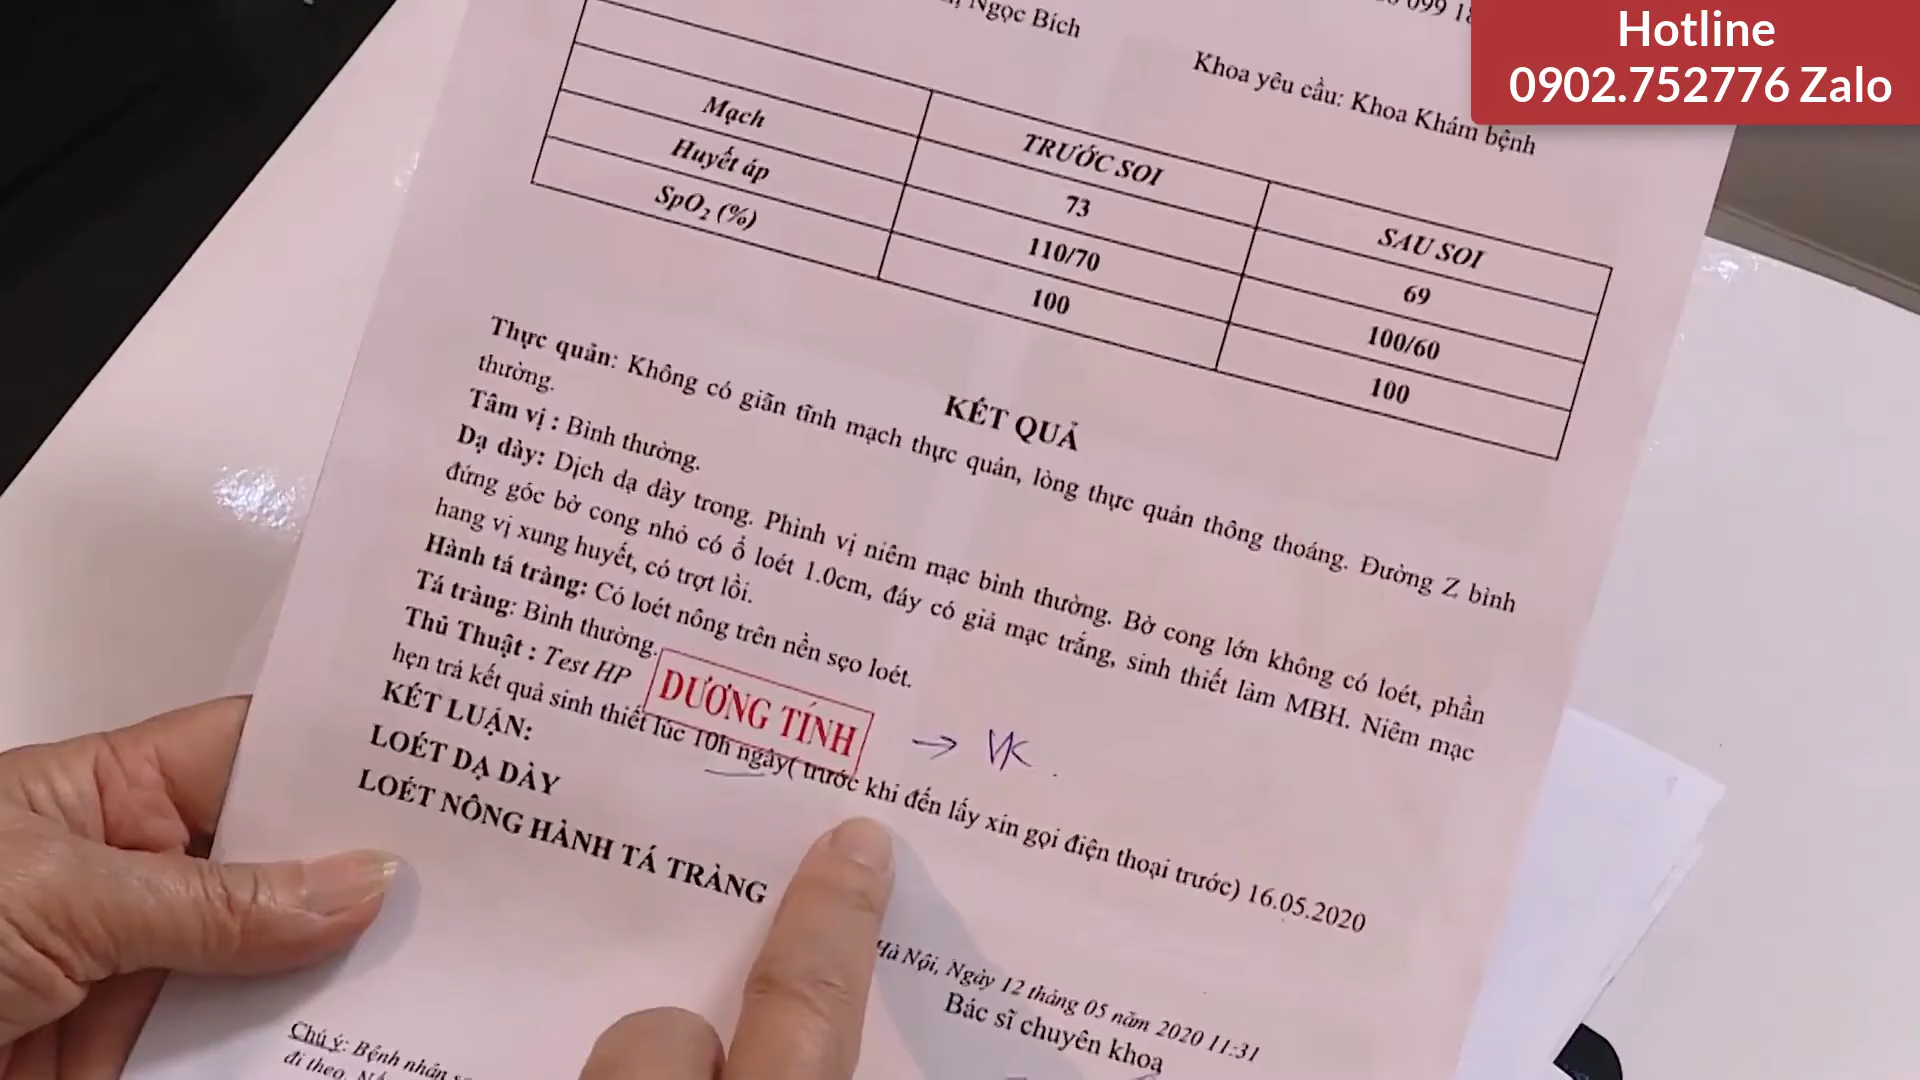 Hotline
0902.752776 Zalo
Ngọc Bích
099
Khoa yêu cầu: Khoa Khám bệnh
TRƯỚC SOI SAU SOI
Mạch 73 69
Huyết áp 110/70 100/60
SpO₂ (%) 100 100
KẾT QUẢ
Thực quản: Không có giãn tĩnh mạch thực quản, lòng thực quản thông thoáng. Đường Z bình
thường.
Tâm vị : Bình thường.
Dạ dày: Dịch dạ dày trong. Phình vị niêm mạc bình thường. Bờ cong lớn không có loét, phần
đứng góc bờ cong nhỏ có ổ loét 1.0cm, đáy có giả mạc trắng, sinh thiết làm MBH. Niêm mạc
hang vị xung huyết, có trợt lồi.
Hành tá tràng: Có loét nông trên nền sẹo loét.
Tá tràng: Bình thường.
Thủ Thuật : Test HP DƯƠNG TÍNH → VK
hẹn trả kết quả sinh thiết lúc 10h ngày( trước khi đến lấy xin gọi điện thoại trước) 16.05.2020
KẾT LUẬN:
LOÉT DẠ DÀY
LOÉT NÔNG HÀNH TÁ TRÀNG
Hà Nội, Ngày 12 tháng 05 năm 2020 11:31
Bác sĩ chuyên khoa
Chú ý: Bệnh nhân
đi theo.